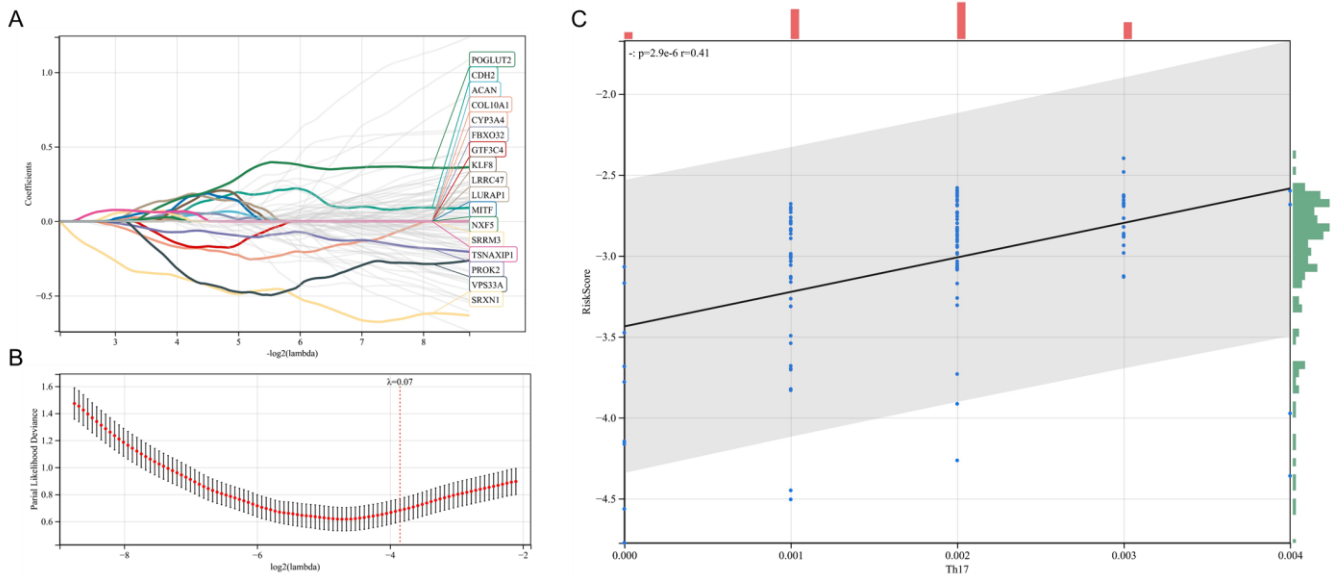 A
1.0
0.5
0.0
−0.5
Coefficients
3
4
5
6
7
8
-log2(lambda)
POGLUT2
CDH2
ACAN
COL10A1
CYP3A4
FBXO32
GTF3C4
KLF8
LRRC47
LURAP1
MITF
NXF5
SRRM3
TSNAXIP1
PROK2
VPS33A
SRXN1
B
λ=0.07
1.6
1.4
1.2
1.0
0.8
0.6
Parial Likelihood Deviance
−8
−6
−4
−2
log2(lambda)
C
-: p=2.9e-6 r=0.41
−2.0
−2.5
−3.0
−3.5
−4.0
−4.5
RiskScore
0.000
0.001
0.002
0.003
0.004
Th17